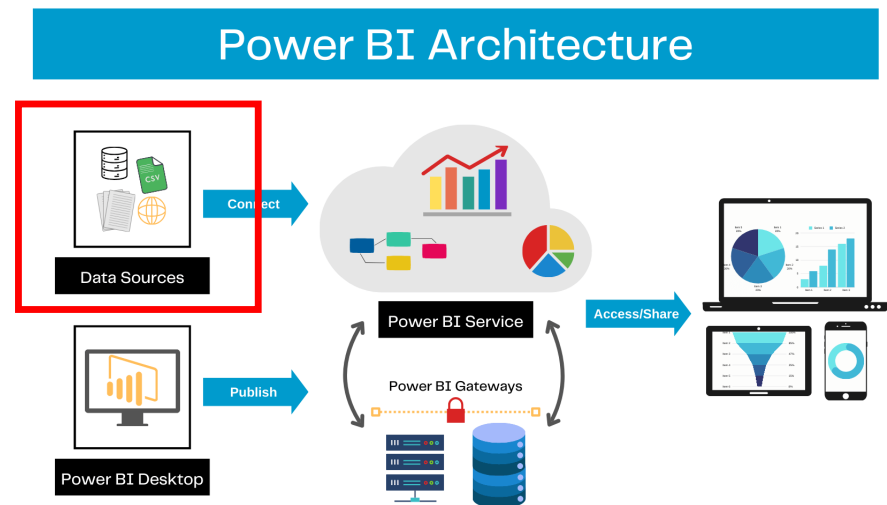 Power BI Architecture
CSV
Connect
Data Sources
Power BI Service
Access/Share
Power BI Gateways
Publish
Power BI Desktop